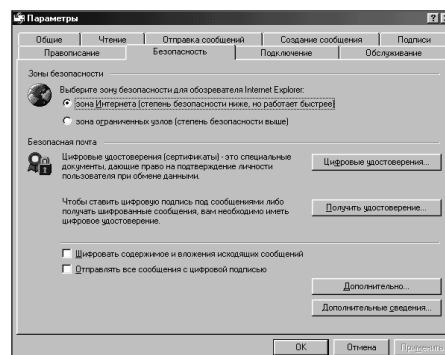 Параметры
Общие Чтение Отправка сообщений Создание сообщения Подписи
Правописание Безопасность Подключение Обслуживание
Зоны безопасности
Выберите зону безопасности для обозревателя Internet Explorer:
зона Интернета (степень безопасности ниже, но работает быстрее)
зона ограниченных узлов (степень безопасности выше)
Безопасная почта
Цифровые удостоверения (сертификаты) - это специальные
документы, дающие право на подтверждение личности
пользователя при обмене данными.
Цифровые удостоверения...
Чтобы ставить цифровую подпись под сообщениями либо
получать шифрованные сообщения, вам необходимо иметь
цифровое удостоверение.
Получить удостоверение...
Шифровать содержимое и вложения исходящих сообщений
Отправлять все сообщения с цифровой подписью
Дополнительно...
Дополнительные сведения...
OK Отмена Применить